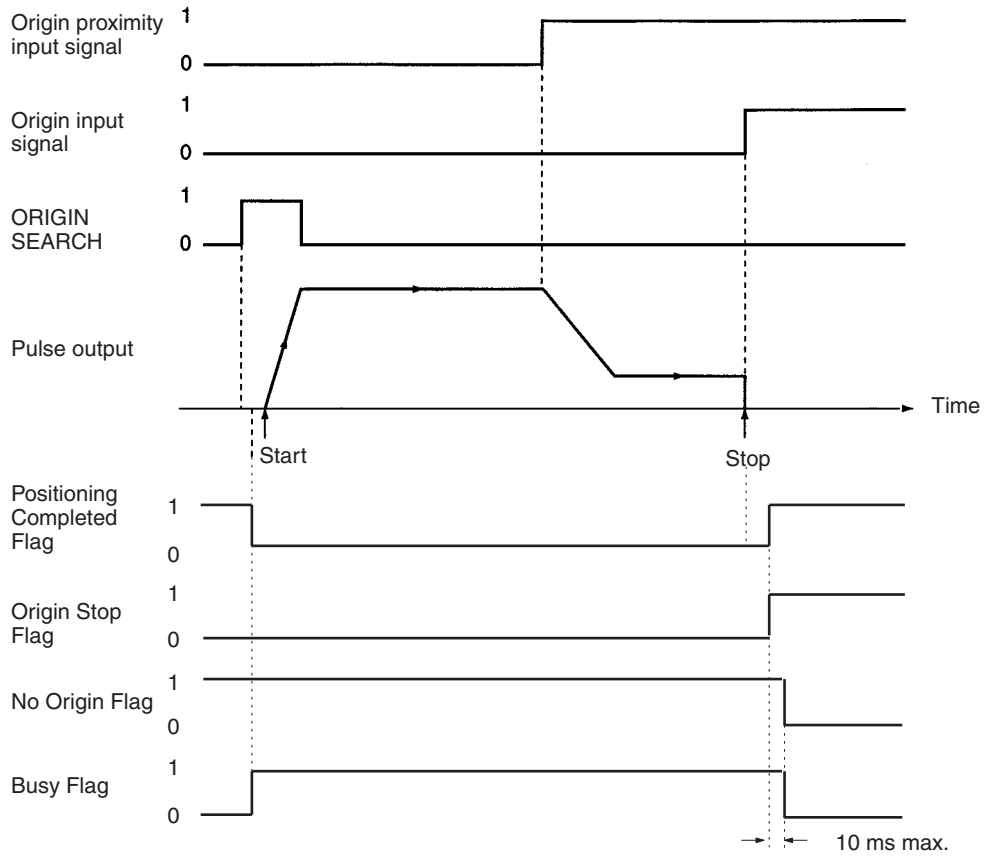 Origin proximity
input signal
1
0
Origin input
signal
1
0
ORIGIN
SEARCH
1
0
Pulse output
Time
Start
Stop
Positioning
Completed
Flag
1
0
Origin Stop
Flag
1
0
No Origin Flag
1
0
Busy Flag
1
0
10 ms max.